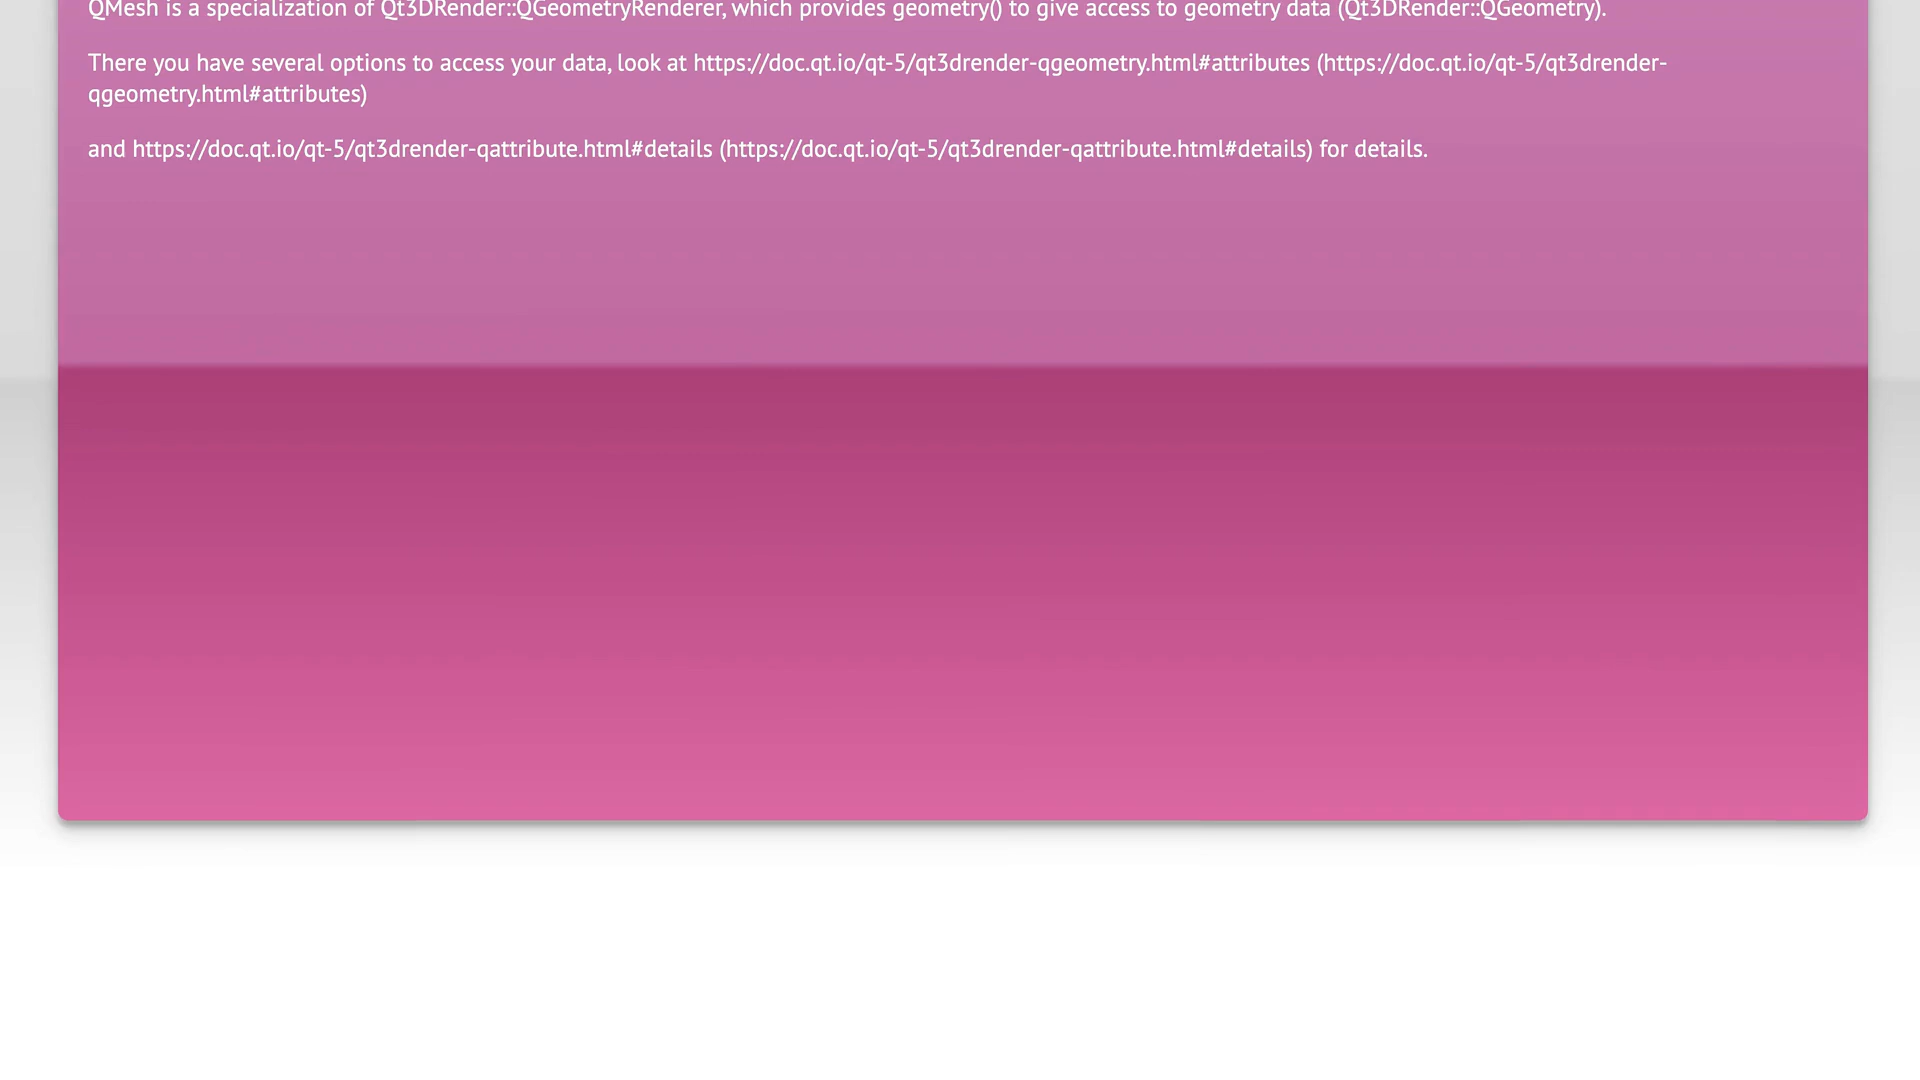 QMesh is a specialization of Qt3DRender::QGeometryRenderer, which provides geometry() to give access to geometry data (Qt3DRender::QGeometry).
There you have several options to access your data, look at https://doc.qt.io/qt-5/qt3drender-qgeometry.html#attributes (https://doc.qt.io/qt-5/qt3drender-
qgeometry.html#attributes)
and https://doc.qt.io/qt-5/qt3drender-qattribute.html#details (https://doc.qt.io/qt-5/qt3drender-qattribute.html#details) for details.